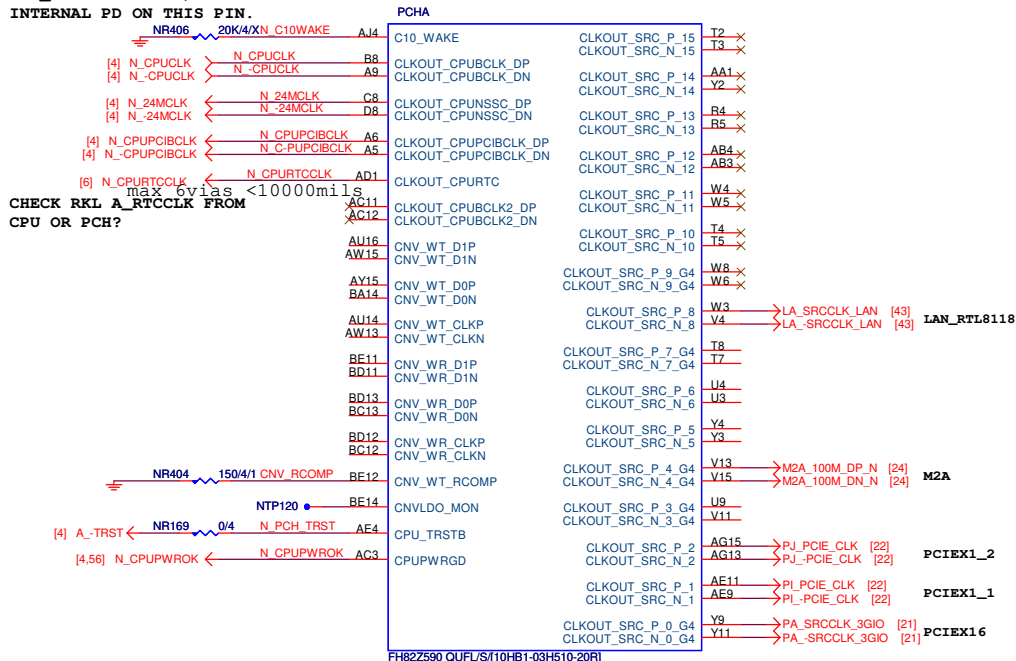 INTERNAL PD ON THIS PIN.
PCHA
NR406 20K/4/X N_C10WAKE AJ4 C10_WAKE
[4] N_CPUCLK N_CPUCLK B8 CLKOUT_CPUBCLK_DP
[4] N_-CPUCLK N_-CPUCLK A9 CLKOUT_CPUBCLK_DN
[4] N_24MCLK N_24MCLK C8 CLKOUT_CPUNSSC_DP
[4] N_-24MCLK N_-24MCLK D8 CLKOUT_CPUNSSC_DN
[4] N_CPUPCIBCLK N_CPUPCIBCLK A6 CLKOUT_CPUPCIBCLK_DP
[4] N_-CPUPCIBCLK N_C-PUPCIBCLK A5 CLKOUT_CPUPCIBCLK_DN
[6] N_CPURTCCLK N_CPURTCCLK AD1 CLKOUT_CPURTC
max 6vias <10000mils
CHECK RKL A_RTCCLK FROM
CPU OR PCH?
AC11 CLKOUT_CPUBCLK2_DP
AC12 CLKOUT_CPUBCLK2_DN
AU16 CNV_WT_D1P
AW15 CNV_WT_D1N
AY15 CNV_WT_D0P
BA14 CNV_WT_D0N
AU14 CNV_WT_CLKP
AW13 CNV_WT_CLKN
BE11 CNV_WR_D1P
BD11 CNV_WR_D1N
BD13 CNV_WR_D0P
BC13 CNV_WR_D0N
BD12 CNV_WR_CLKP
BC12 CNV_WR_CLKN
NR404 150/4/1 CNV_RCOMP BE12 CNV_WT_RCOMP
NTP120 BE14 CNVLDO_MON
[4] A_-TRST NR169 0/4 N_PCH_TRST AE4 CPU_TRSTB
[4,56] N_CPUPWROK N_CPUPWROK AC3 CPUPWRGD
CLKOUT_SRC_P_15 T2
CLKOUT_SRC_N_15 T3
CLKOUT_SRC_P_14 AA1
CLKOUT_SRC_N_14 Y2
CLKOUT_SRC_P_13 R4
CLKOUT_SRC_N_13 R5
CLKOUT_SRC_P_12 AB4
CLKOUT_SRC_N_12 AB3
CLKOUT_SRC_P_11 W4
CLKOUT_SRC_N_11 W5
CLKOUT_SRC_P_10 T4
CLKOUT_SRC_N_10 T5
CLKOUT_SRC_P_9_G4 W8
CLKOUT_SRC_N_9_G4 W6
CLKOUT_SRC_P_8 W3 LA_SRCCLK_LAN [43]
CLKOUT_SRC_N_8 V4 LA_-SRCCLK_LAN [43]
LAN_RTL8118
CLKOUT_SRC_P_7_G4 T8
CLKOUT_SRC_N_7_G4 T7
CLKOUT_SRC_P_6 U4
CLKOUT_SRC_N_6 U3
CLKOUT_SRC_P_5 Y4
CLKOUT_SRC_N_5 Y3
CLKOUT_SRC_P_4_G4 V13 M2A_100M_DP_N [24]
CLKOUT_SRC_N_4_G4 V15 M2A_100M_DN_N [24]
M2A
CLKOUT_SRC_P_3_G4 U9
CLKOUT_SRC_N_3_G4 V11
CLKOUT_SRC_P_2 AG15 PJ_PCIE_CLK [22]
CLKOUT_SRC_N_2 AG13 PJ_-PCIE_CLK [22]
PCIEX1_2
CLKOUT_SRC_P_1 AE11 PI_PCIE_CLK [22]
CLKOUT_SRC_N_1 AE9 PI_-PCIE_CLK [22]
PCIEX1_1
CLKOUT_SRC_P_0_G4 Y9 PA_SRCCLK_3GIO [21]
CLKOUT_SRC_N_0_G4 Y11 PA_-SRCCLK_3GIO [21]
PCIEX16
FH82Z590 QUFL/S/[10HB1-03H510-20R]